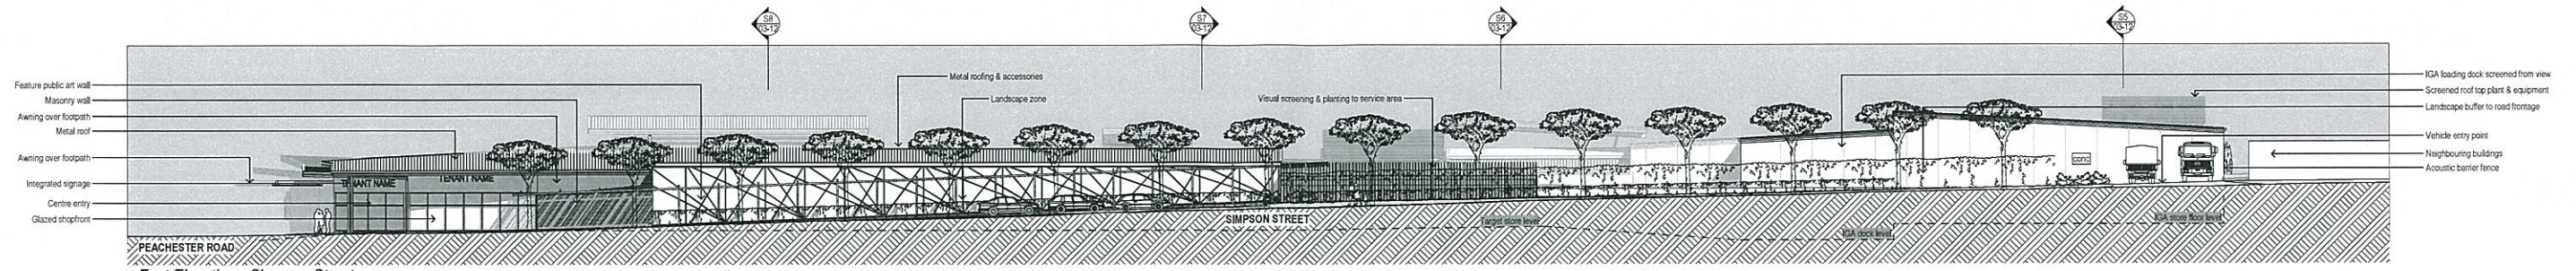 S8
03-12
S7
03-12
S6
03-12
S5
03-12
Feature public art wall
Masonry wall
Awning over footpath
Metal roof
Awning over footpath
Integrated signage
Centre entry
Glazed shopfront
Metal roofing & accessories
Landscape zone
Visual screening & planting to service area
IGA loading dock screened from view
Screened roof top plant & equipment
Landscape buffer to road frontage
Vehicle entry point
Neighbouring buildings
Acoustic barrier fence
TENANT NAME
TENANT NAME
conc
SIMPSON STREET
Target store level
IGA dock level
IGA store floor level
PEACHESTER ROAD
East Elevation - Simpson Street